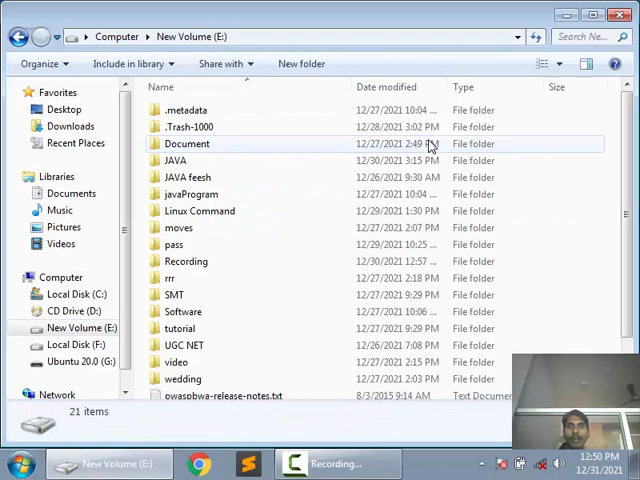 Computer New Volume (E:)
Search Ne...
Organize Include in library Share with New folder
Name Date modified Type Size
Favorites
Desktop
Downloads
Recent Places
Libraries
Documents
Music
Pictures
Videos
Computer
Local Disk (C:)
CD Drive (D:)
New Volume (E:)
Local Disk (F:)
Ubuntu 20.0 (G:)
Network
.metadata 12/27/2021 10:04 ... File folder
.Trash-1000 12/28/2021 3:02 PM File folder
Document 12/27/2021 2:49 PM File folder
JAVA 12/30/2021 3:15 PM File folder
JAVA feesh 12/26/2021 9:30 AM File folder
javaProgram 12/27/2021 10:04 ... File folder
Linux Command 12/29/2021 1:30 PM File folder
moves 12/27/2021 2:07 PM File folder
pass 12/29/2021 10:25 ... File folder
Recording 12/30/2021 12:57 ... File folder
rrr 12/27/2021 2:18 PM File folder
SMT 12/27/2021 9:29 PM File folder
Software 12/27/2021 10:06 ... File folder
tutorial 12/27/2021 9:29 PM File folder
UGC NET 12/26/2021 7:08 PM File folder
video 12/27/2021 2:15 PM File folder
wedding 12/27/2021 2:03 PM File folder
owaspbwa-release-notes.txt 8/3/2015 9:14 AM Text Docume
21 items
New Volume (E:)
Recording...
12:50 PM
12/31/2021